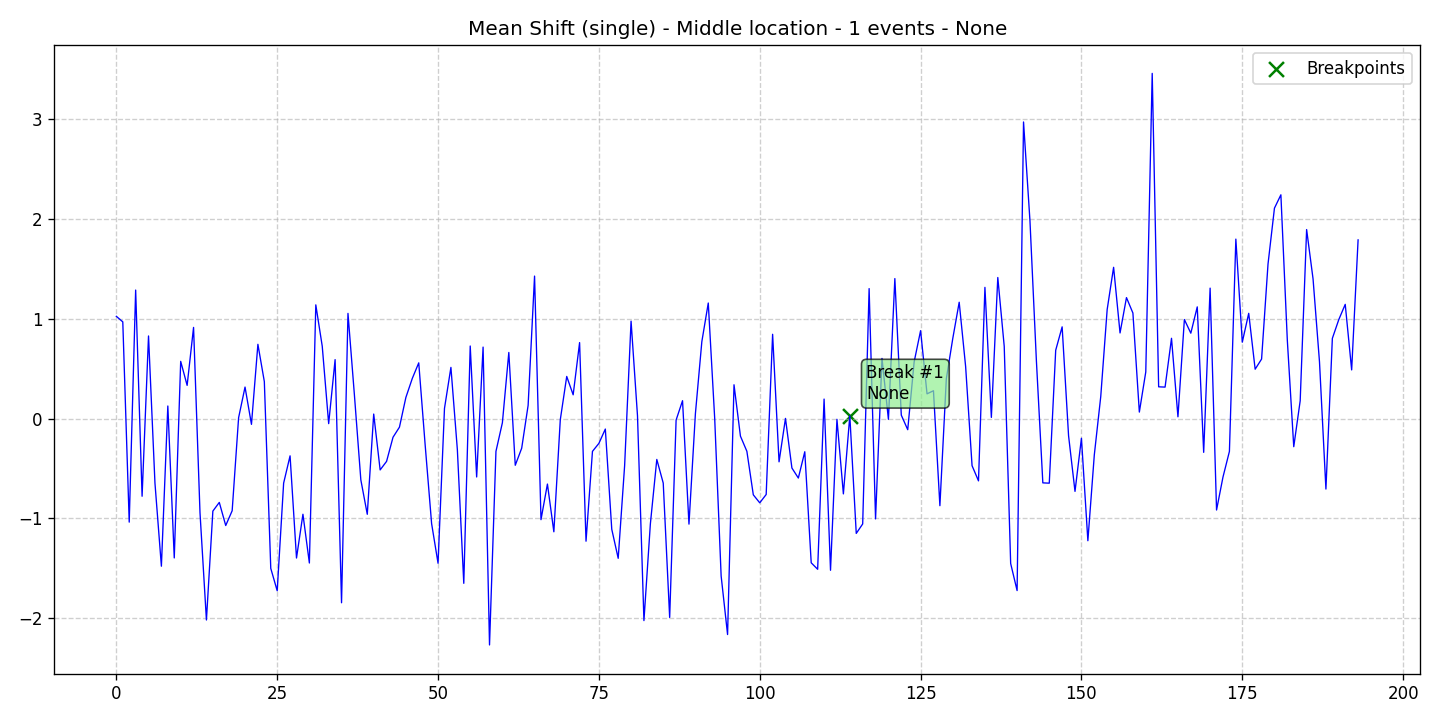 Mean Shift (single) - Middle location - 1 events - None
Breakpoints
3
2
1
0
−1
−2
Break #1
None
0 25 50 75 100 125 150 175 200